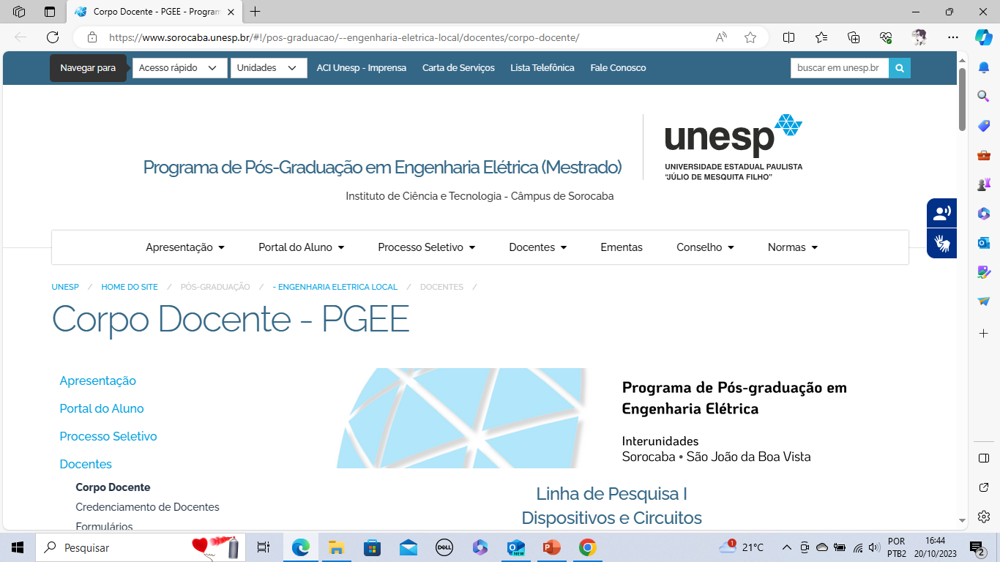 Corpo Docente - PGEE - Program
https://www.sorocaba.unesp.br/#!/pos-graduacao/--engenharia-eletrica-local/docentes/corpo-docente/
Navegar para
Acesso rápido
Unidades
ACI Unesp - Imprensa
Carta de Serviços
Lista Telefônica
Fale Conosco
buscar em unesp.br
unesp
UNIVERSIDADE ESTADUAL PAULISTA
"JÚLIO DE MESQUITA FILHO"
Programa de Pós-Graduação em Engenharia Elétrica (Mestrado)
Instituto de Ciência e Tecnologia - Câmpus de Sorocaba
Apresentação
Portal do Aluno
Processo Seletivo
Docentes
Ementas
Conselho
Normas
UNESP / HOME DO SITE / PÓS-GRADUAÇÃO / - ENGENHARIA ELETRICA LOCAL / DOCENTES /
Corpo Docente - PGEE
Apresentação
Portal do Aluno
Processo Seletivo
Docentes
Corpo Docente
Credenciamento de Docentes
Formulários
Programa de Pós-graduação em
Engenharia Elétrica
Interunidades
Sorocaba • São João da Boa Vista
Linha de Pesquisa I
Dispositivos e Circuitos
Pesquisar
DELL
NEW
1
21°C
POR
PTB2
16:44
20/10/2023
2